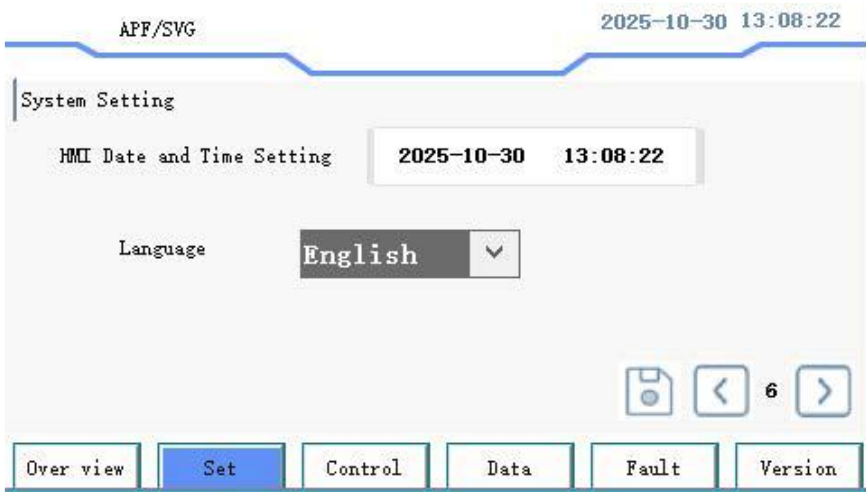 APF/SVG 2025-10-30 13:08:22
System Setting
HMI Date and Time Setting 2025-10-30 13:08:22
Language English
6
Over view Set Control Data Fault Version